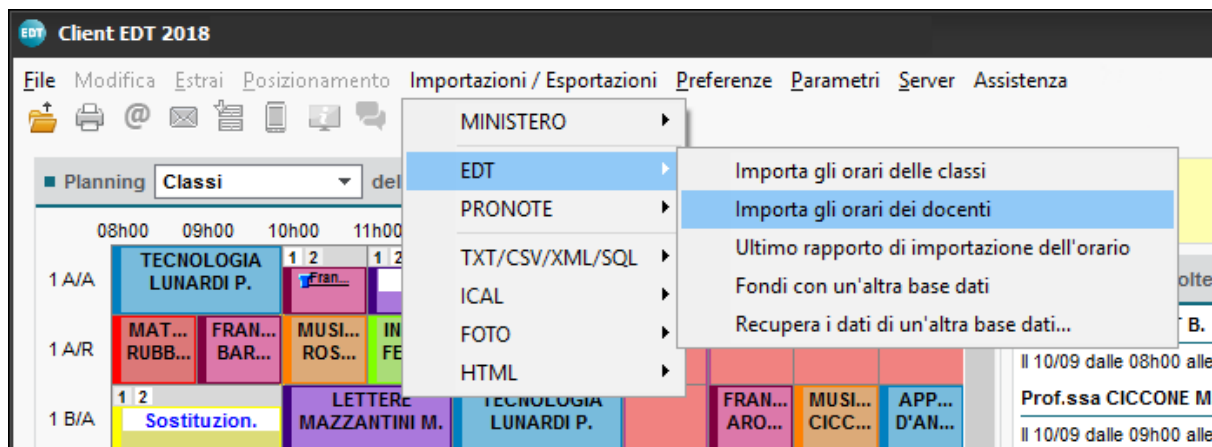 EDT Client EDT 2018
File Modifica Estrai Posizionamento Importazioni / Esportazioni Preferenze Parametri Server Assistenza
MINISTERO
EDT
PRONOTE
TXT/CSV/XML/SQL
ICAL
FOTO
HTML
Importa gli orari delle classi
Importa gli orari dei docenti
Ultimo rapporto di importazione dell'orario
Fondi con un'altra base dati
Recupera i dati di un'altra base dati...
Planning Classi del
08h00 09h00 10h00 11h00
1 A/A
TECNOLOGIA
LUNARDI P.
1 2
Fran...
1 2
1 A/R
MAT... FRAN... MUSI... IN
RUBB... BAR... ROS... FE
1 B/A
1 2
Sostituzion.
LETTERE
MAZZANTINI M.
TECNOLOGIA
LUNARDI P.
FRAN... MUSI... APP...
ARO... CICC... D'AN...
olte
T B.
Il 10/09 dalle 08h00 alle
Prof.ssa CICCONE M
Il 10/09 dalle 09h00 alle